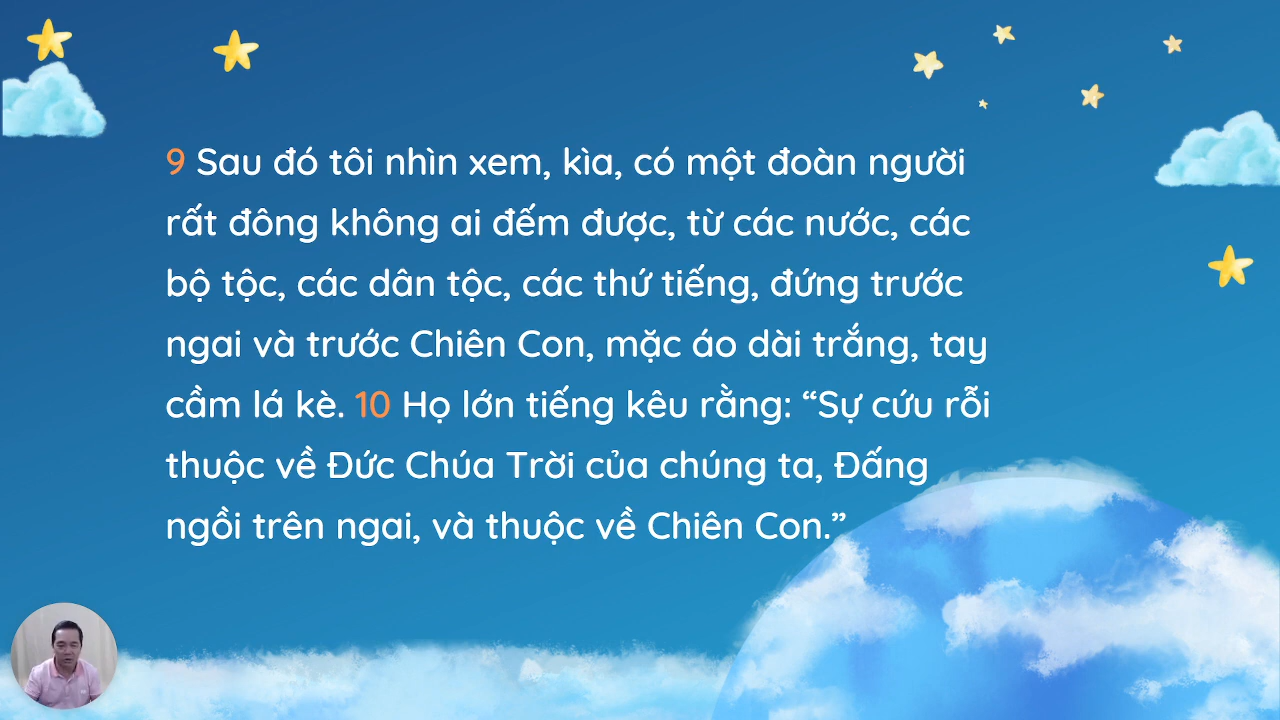 9 Sau đó tôi nhìn xem, kìa, có một đoàn người
rất đông không ai đếm được, từ các nước, các
bộ tộc, các dân tộc, các thứ tiếng, đứng trước
ngai và trước Chiên Con, mặc áo dài trắng, tay
cầm lá kè. 10 Họ lớn tiếng kêu rằng: “Sự cứu rỗi
thuộc về Đức Chúa Trời của chúng ta, Đấng
ngồi trên ngai, và thuộc về Chiên Con.”